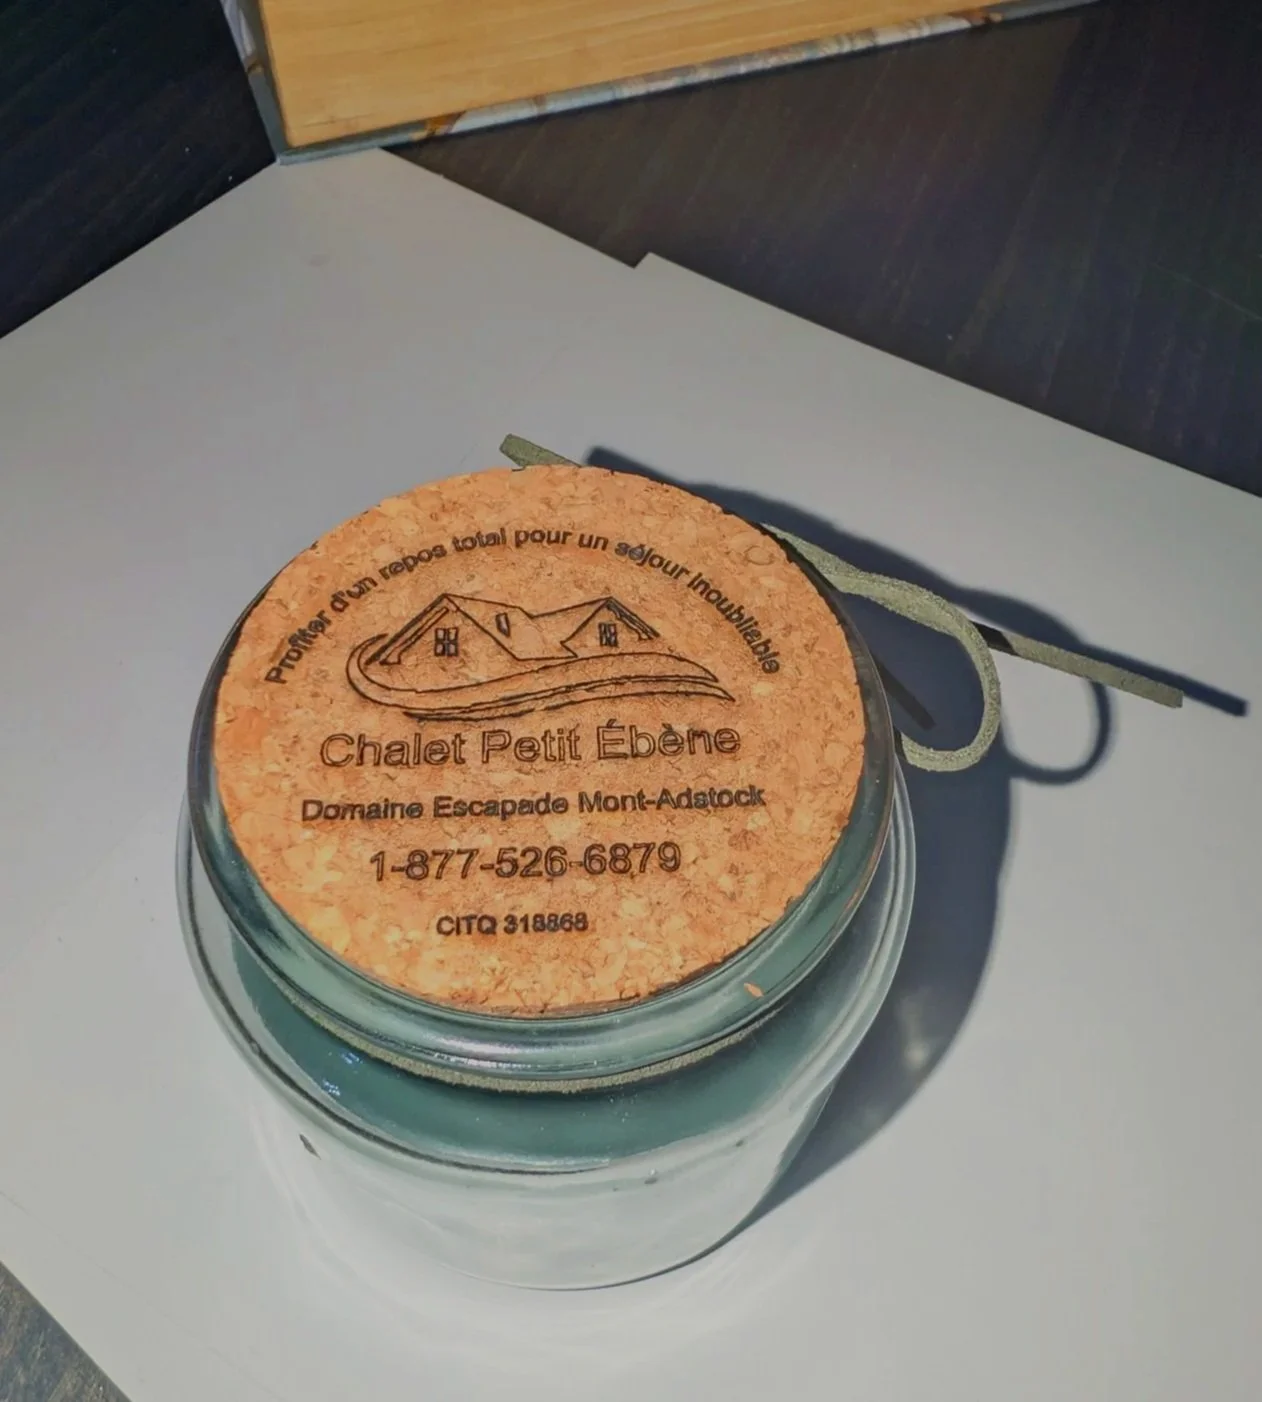 Profiter d'un repos total pour un séjour inoubliable
Chalet Petit Ébène
Domaine Escapade Mont-Adstock
1-877-526-6879
CITQ 318868